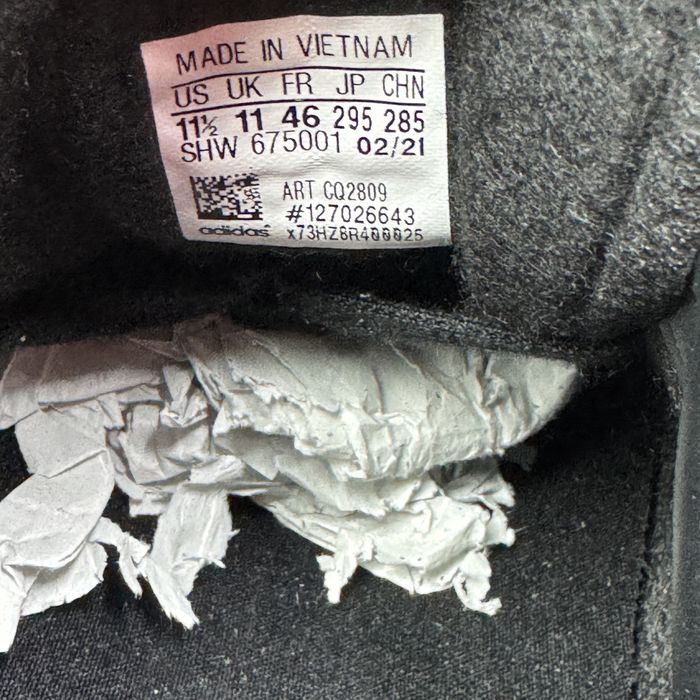 MADE IN VIETNAM
US UK FR JP CHN
11½ 11 46 295 285
SHW 675001 02/21
ART CQ2809
#127026643
adidas x73HZ8R400025